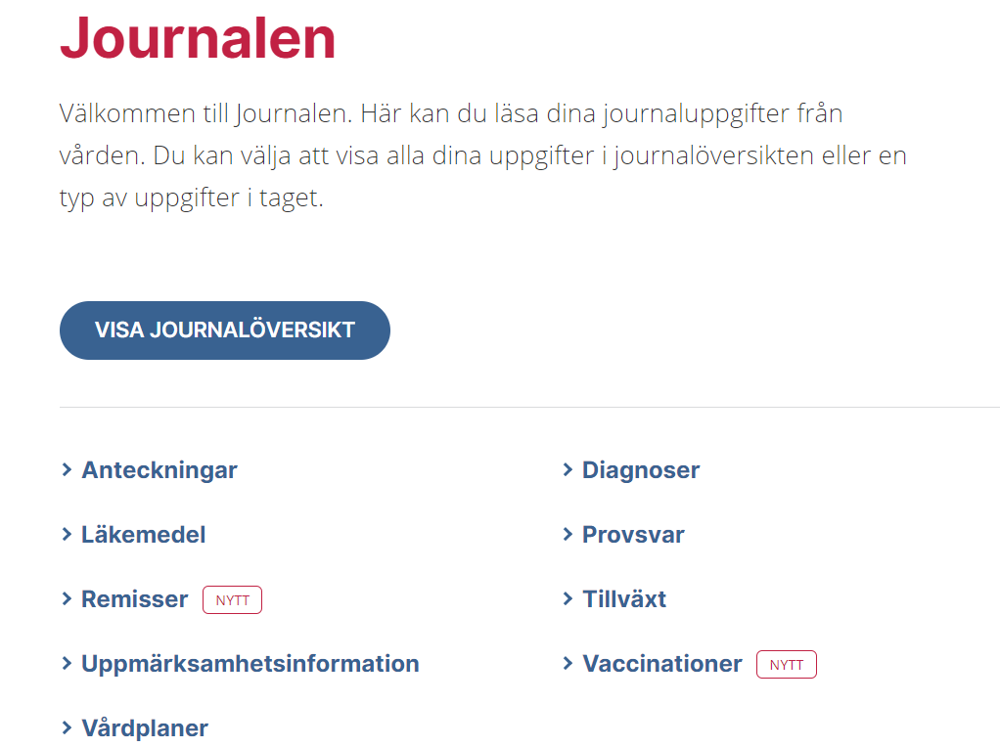 Journalen
Välkommen till Journalen. Här kan du läsa dina journaluppgifter från
vården. Du kan välja att visa alla dina uppgifter i journalöversikten eller en
typ av uppgifter i taget.
VISA JOURNALÖVERSIKT
Anteckningar
Diagnoser
Läkemedel
Provsvar
Remisser NYTT
Tillväxt
Uppmärksamhetsinformation
Vaccinationer NYTT
Vårdplaner